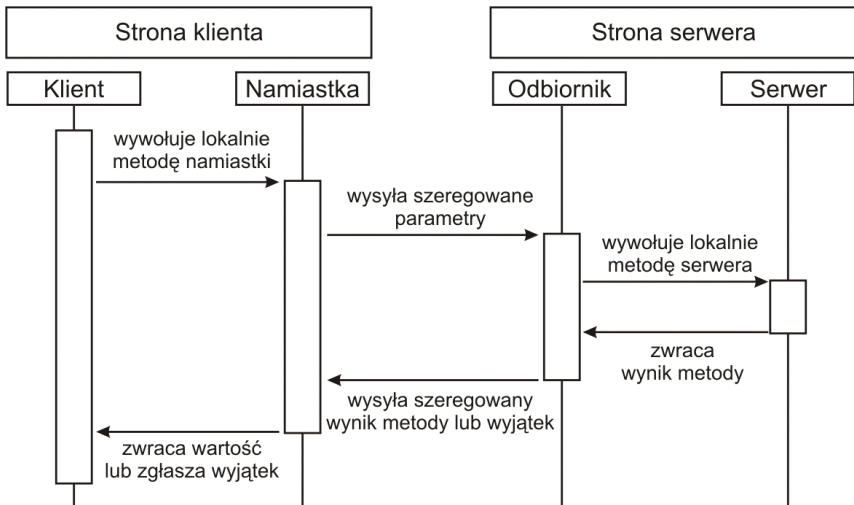 Strona klienta
Strona serwera
Klient
Namiastka
Odbiornik
Serwer
wywołuje lokalnie
metodę namiastki
wysyła szeregowane
parametry
wywołuje lokalnie
metodę serwera
zwraca
wynik metody
wysyła szeregowany
wynik metody lub wyjątek
zwraca wartość
lub zgłasza wyjątek